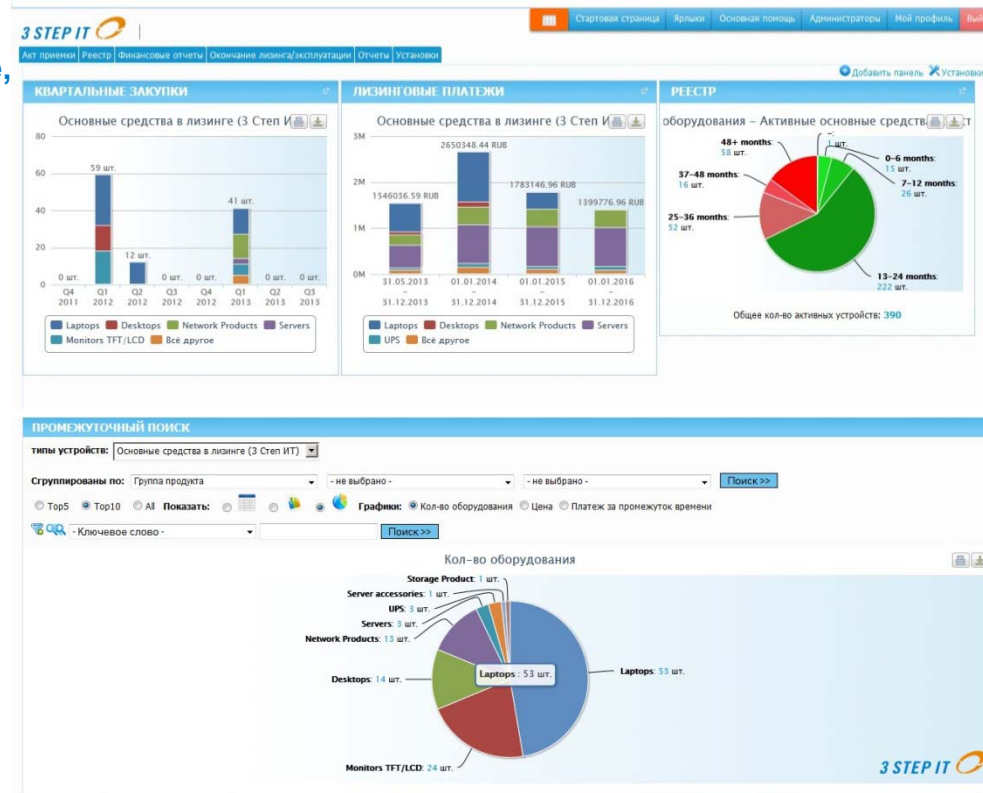 3 STEP IT
Стартовая страница Ярлыки Основная помощь Администраторы Мой профиль Вый
Акт приемки Реестр Финансовые отчеты Окончание лизинга/эксплуатации Отчеты Установки
Добавить панель Установки
КВАРТАЛЬНЫЕ ЗАКУПКИ
Основные средства в лизинге (3 Степ И
80
60
40
20
0
59 шт.
12 шт.
41 шт.
0 шт. 0 шт. 0 шт. 0 шт. 0 шт.
Q4 Q1 Q2 Q3 Q4 Q1 Q2 Q3
2011 2012 2012 2012 2012 2013 2013 2013
Laptops Desktops Network Products Servers
Monitors TFT/LCD Всё другое
ЛИЗИНГОВЫЕ ПЛАТЕЖИ
Основные средства в лизинге (3 Степ И
3M
2M
1M
0M
1546036.59 RUB
2650348.44 RUB
1783146.96 RUB
1399776.96 RUB
31.05.2013 01.01.2014 01.01.2015 01.01.2016
– – – –
31.12.2013 31.12.2014 31.12.2015 31.12.2016
Laptops Desktops Network Products Servers
UPS Всё другое
РЕЕСТР
оборудования – Активные основные средств ст
–:
1 шт.
48+ months:
58 шт.
0–6 months:
15 шт.
37–48 months:
16 шт.
7–12 months:
26 шт.
25–36 months:
52 шт.
13–24 months:
222 шт.
Общее кол-во активных устройств: 390
е,
ПРОМЕЖУТОЧНЫЙ ПОИСК
типы устройств: Основные средства в лизинге (3 Степ ИТ)
Сгруппированы по: Группа продукта - не выбрано - - не выбрано - Поиск >>
Top5 Top10 All Показать: Графики: Кол-во оборудования Цена Платеж за промежуток времени
- Ключевое слово - Поиск >>
Кол-во оборудования
Storage Product: 1 шт.
Server accessories: 1 шт.
UPS: 3 шт.
Servers: 3 шт.
Network Products: 13 шт.
Desktops: 14 шт.
Laptops : 53 шт.
Laptops: 53 шт.
Monitors TFT/LCD: 24 шт.
3 STEP IT